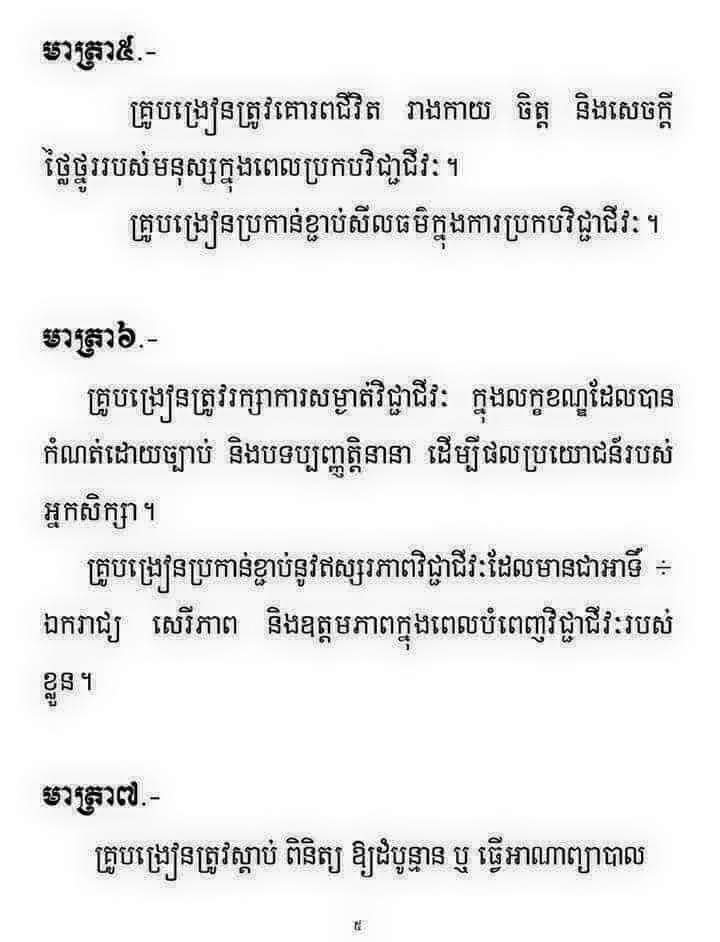 មាត្រា៥.-
គ្រូបង្រៀនត្រូវគោរពជីវិត រាងកាយ ចិត្ត និងសេចក្តី
ថ្លៃថ្នូររបស់មនុស្សក្នុងពេលប្រកបវិជ្ជាជីវៈ។
គ្រូបង្រៀនប្រកាន់ខ្ជាប់សីលធម៌ក្នុងការប្រកបវិជ្ជាជីវៈ។
មាត្រា៦.-
គ្រូបង្រៀនត្រូវរក្សាការសម្ងាត់វិជ្ជាជីវៈ ក្នុងលក្ខខណ្ឌដែលបាន
កំណត់ដោយច្បាប់ និងបទប្បញ្ញត្តិនានា ដើម្បីផលប្រយោជន៍របស់
អ្នកសិក្សា។
គ្រូបង្រៀនប្រកាន់ខ្ជាប់នូវឥស្សរភាពវិជ្ជាជីវៈដែលមានជាអាទិ៍ ÷
ឯករាជ្យ សេរីភាព និងឧត្តមភាពក្នុងពេលបំពេញវិជ្ជាជីវៈរបស់
ខ្លួន។
មាត្រា៧.-
គ្រូបង្រៀនត្រូវស្តាប់ ពិនិត្យ ឱ្យដំបូន្មាន ឬ ធ្វើអាណាព្យាបាល
៥